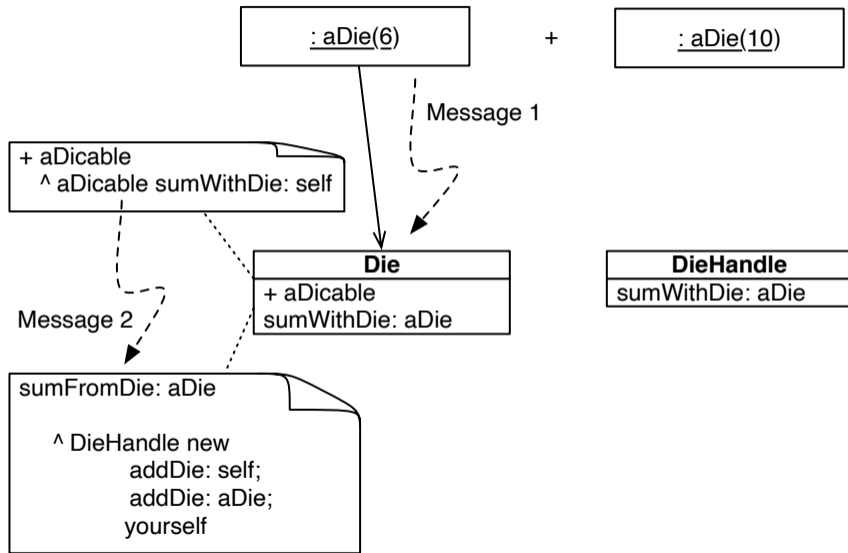 : aDie(6)
+
: aDie(10)
Message 1
+ aDicable
^ aDicable sumWithDie: self
Die
+ aDicable
sumWithDie: aDie
DieHandle
sumWithDie: aDie
Message 2
sumFromDie: aDie
^ DieHandle new
addDie: self;
addDie: aDie;
yourself